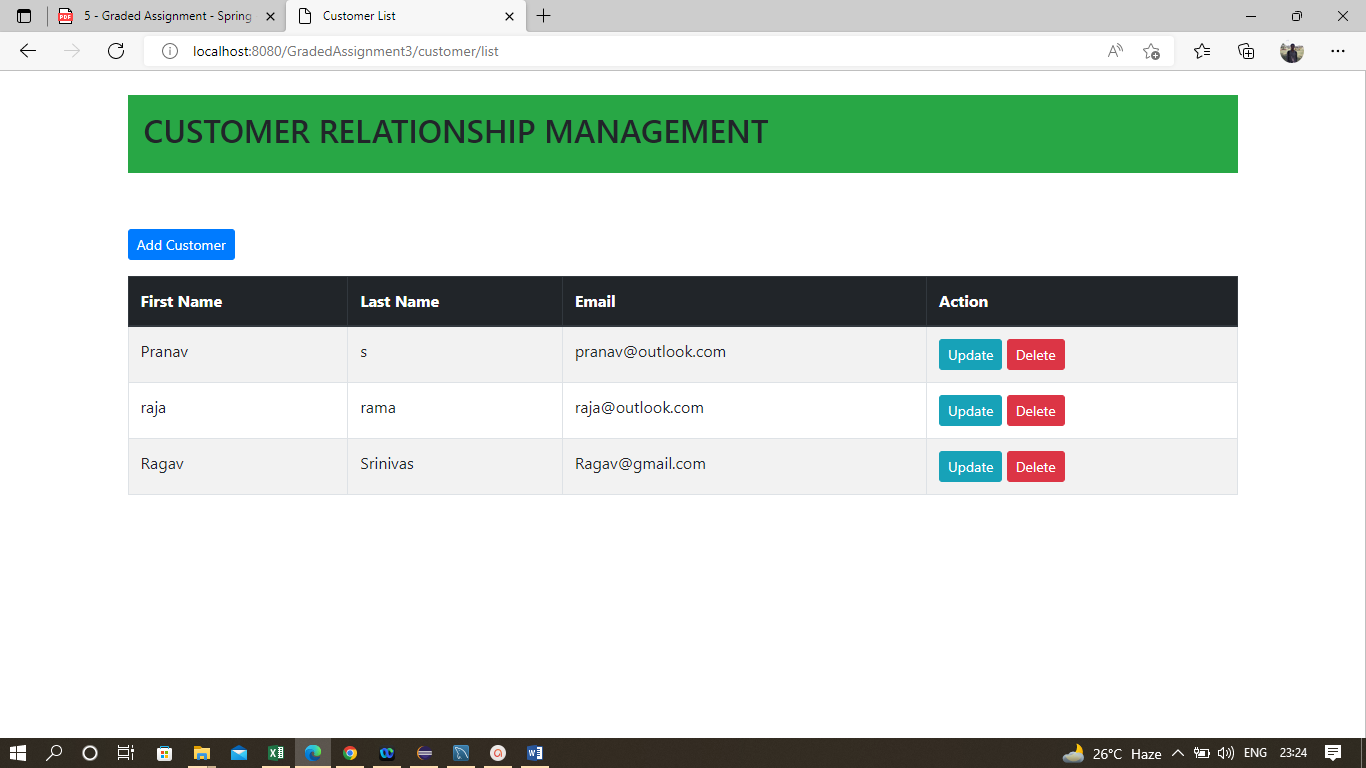 5 - Graded Assignment - Spring
Customer List
localhost:8080/GradedAssignment3/customer/list
CUSTOMER RELATIONSHIP MANAGEMENT
Add Customer
First Name Last Name Email Action
Pranav s pranav@outlook.com Update Delete
raja rama raja@outlook.com Update Delete
Ragav Srinivas Ragav@gmail.com Update Delete
26°C Haze ENG 23:24